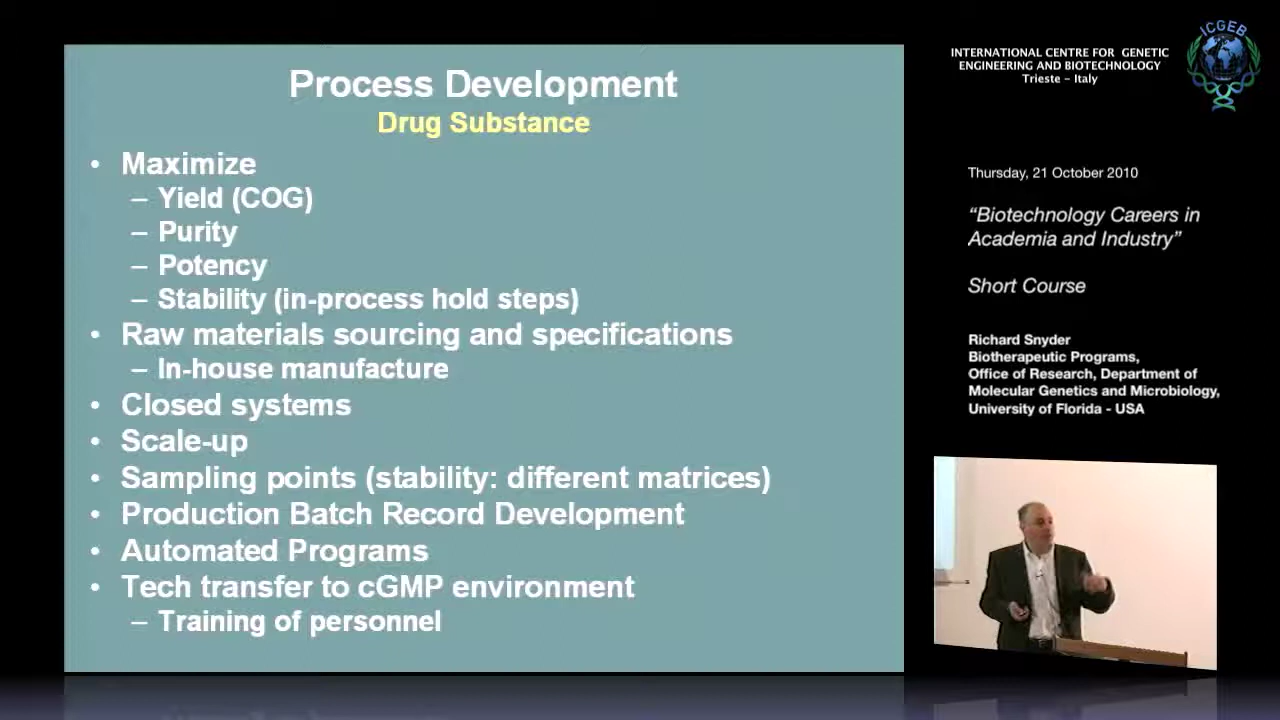 Process Development
Drug Substance
• Maximize
– Yield (COG)
– Purity
– Potency
– Stability (in-process hold steps)
• Raw materials sourcing and specifications
– In-house manufacture
• Closed systems
• Scale-up
• Sampling points (stability: different matrices)
• Production Batch Record Development
• Automated Programs
• Tech transfer to cGMP environment
– Training of personnel
INTERNATIONAL CENTRE FOR GENETIC
ENGINEERING AND BIOTECHNOLOGY
Trieste - Italy
ICGEB
Thursday, 21 October 2010
“Biotechnology Careers in
Academia and Industry”
Short Course
Richard Snyder
Biotherapeutic Programs,
Office of Research, Department of
Molecular Genetics and Microbiology,
University of Florida - USA